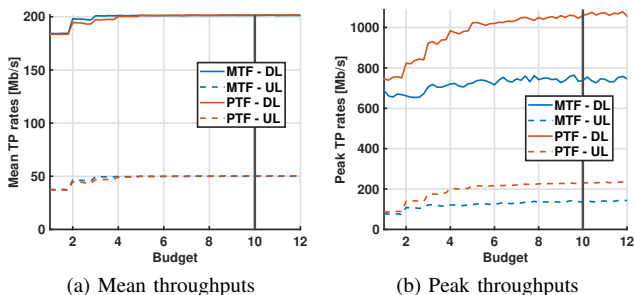 200
150
100
50
0
Mean TP rates [Mb/s]
MTF - DL
MTF - UL
PTF - DL
PTF - UL
2 4 6 8 10 12
Budget
(a) Mean throughputs
1000
800
600
400
200
0
Peak TP rates [Mb/s]
MTF - DL
MTF - UL
PTF - DL
PTF - UL
2 4 6 8 10 12
Budget
(b) Peak throughputs